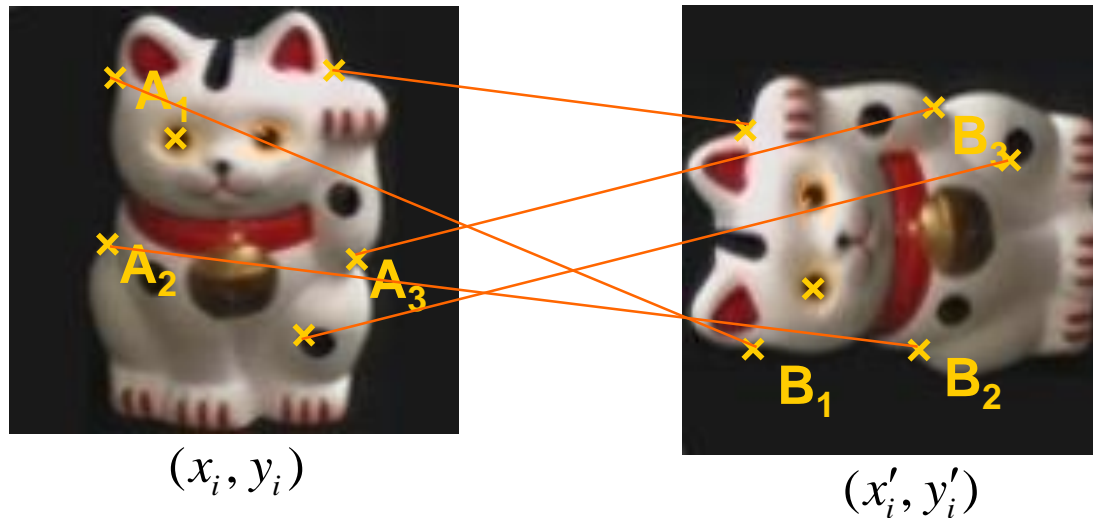 A₁
A₂
A₃
B₃
B₁
B₂
(xᵢ, yᵢ)
(x′ᵢ, y′ᵢ)